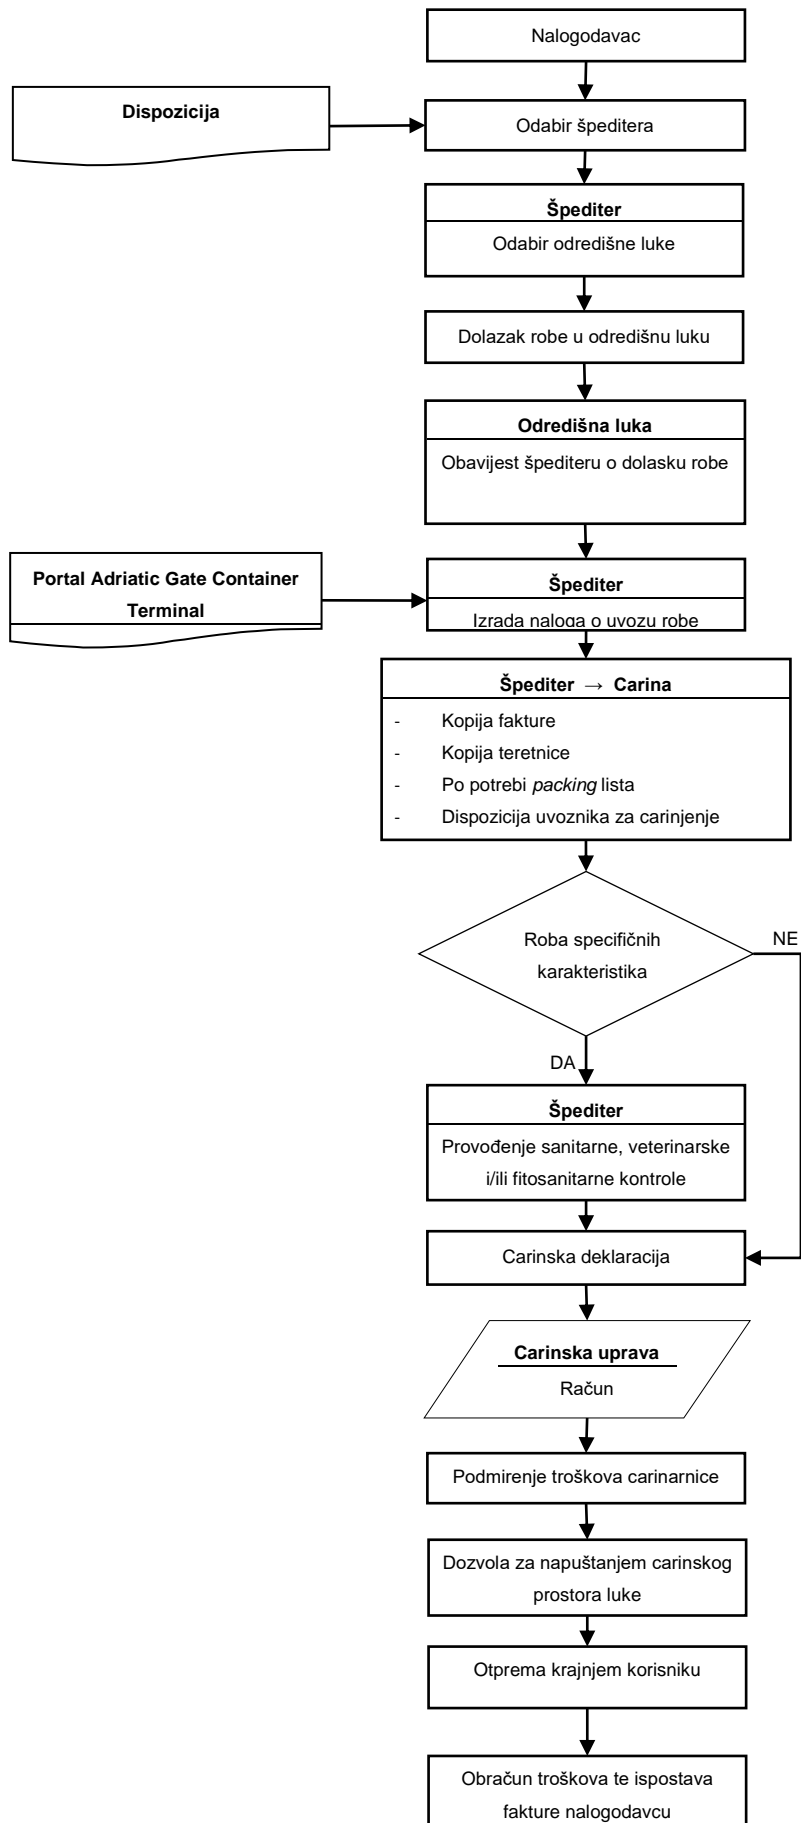 Nalogodavac
Dispozicija
Odabir špeditera
Špediter
Odabir odredišne luke
Dolazak robe u odredišnu luku
Odredišna luka
Obavijest špediteru o dolasku robe
Portal Adriatic Gate Container
Terminal
Špediter
Izrada naloga o uvozu robe
Špediter → Carina
- Kopija fakture
- Kopija teretnice
- Po potrebi packing lista
- Dispozicija uvoznika za carinjenje
Roba specifičnih
karakteristika
NE
DA
Špediter
Provođenje sanitarne, veterinarske
i/ili fitosanitarne kontrole
Carinska deklaracija
Carinska uprava
Račun
Podmirenje troškova carinarnice
Dozvola za napuštanjem carinskog
prostora luke
Otprema krajnjem korisniku
Obračun troškova te ispostava
fakture nalogodavcu